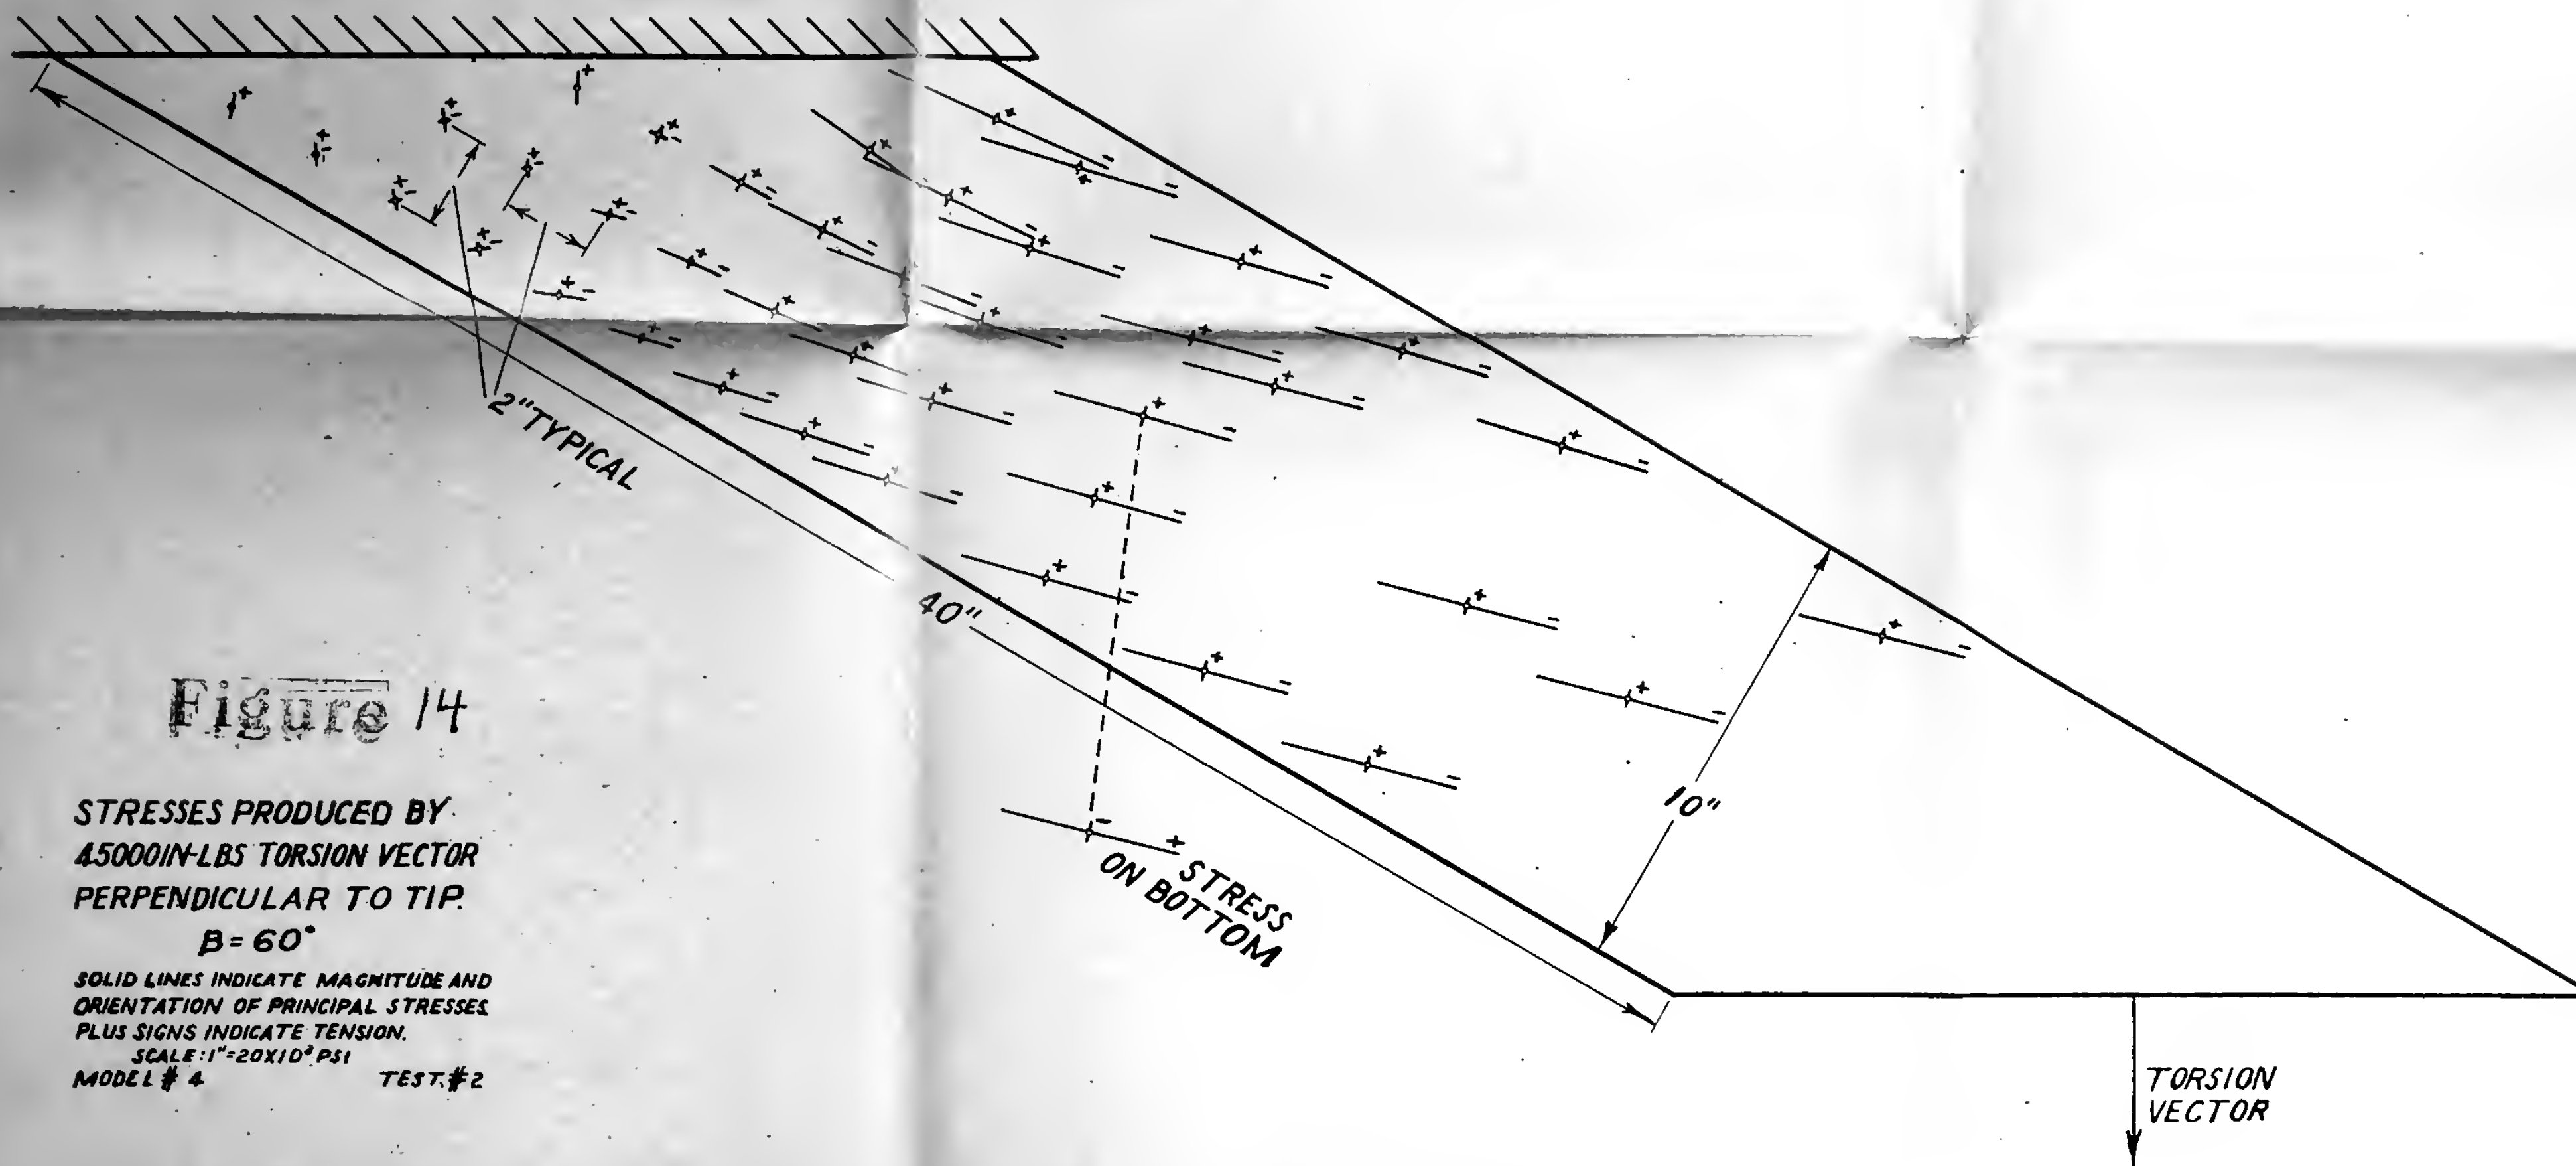 2" TYPICAL
40"
10"
STRESS
ON BOTTOM
Figure 14
STRESSES PRODUCED BY
45000IN-LBS TORSION VECTOR
PERPENDICULAR TO TIP.
β = 60°
SOLID LINES INDICATE MAGNITUDE AND
ORIENTATION OF PRINCIPAL STRESSES
PLUS SIGNS INDICATE TENSION.
SCALE: 1"=20X10³ PSI
MODEL # 4 TEST. #2
TORSION
VECTOR